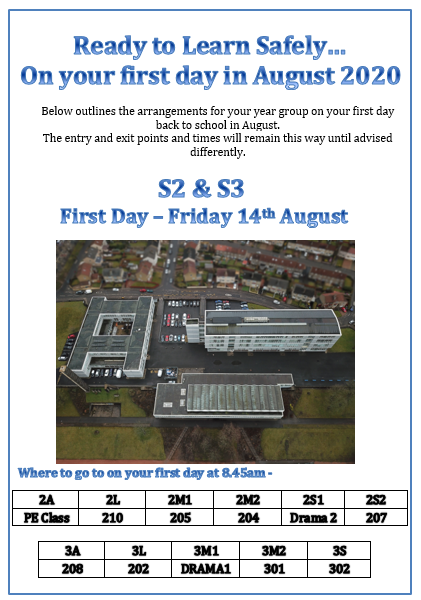 Ready to Learn Safely...
On your first day in August 2020
Below outlines the arrangements for your year group on your first day
back to school in August.
The entry and exit points and times will remain this way until advised
differently.
S2 & S3
First Day – Friday 14th August
Where to go to on your first day at 8.45am -
2A 2L 2M1 2M2 2S1 2S2
PE Class 210 205 204 Drama 2 207
3A 3L 3M1 3M2 3S
208 202 DRAMA1 301 302